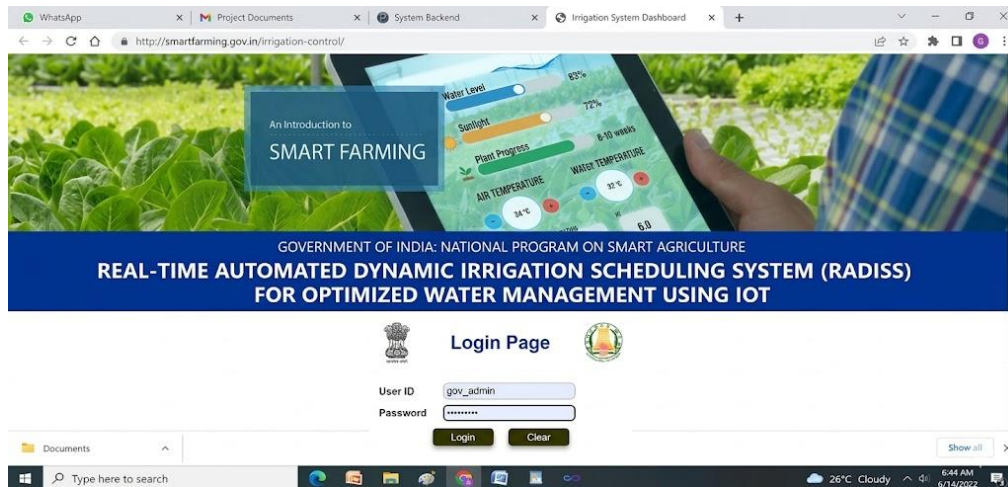 WhatsApp
Project Documents
System Backend
Irrigation System Dashboard
http://smartfarming.gov.in/irrigation-control/
G
An Introduction to
SMART FARMING
Water Level
83%
Sunlight
72%
Plant Progress
8-10 weeks
AIR TEMPERATURE
WATER TEMPERATURE
34°C
32°C
6.0
GOVERNMENT OF INDIA: NATIONAL PROGRAM ON SMART AGRICULTURE
REAL-TIME AUTOMATED DYNAMIC IRRIGATION SCHEDULING SYSTEM (RADISS)
FOR OPTIMIZED WATER MANAGEMENT USING IOT
Login Page
User ID gov_admin
Password •••••••••
Login Clear
Documents
Show all
Type here to search
26°C Cloudy
6:44 AM
6/14/2022